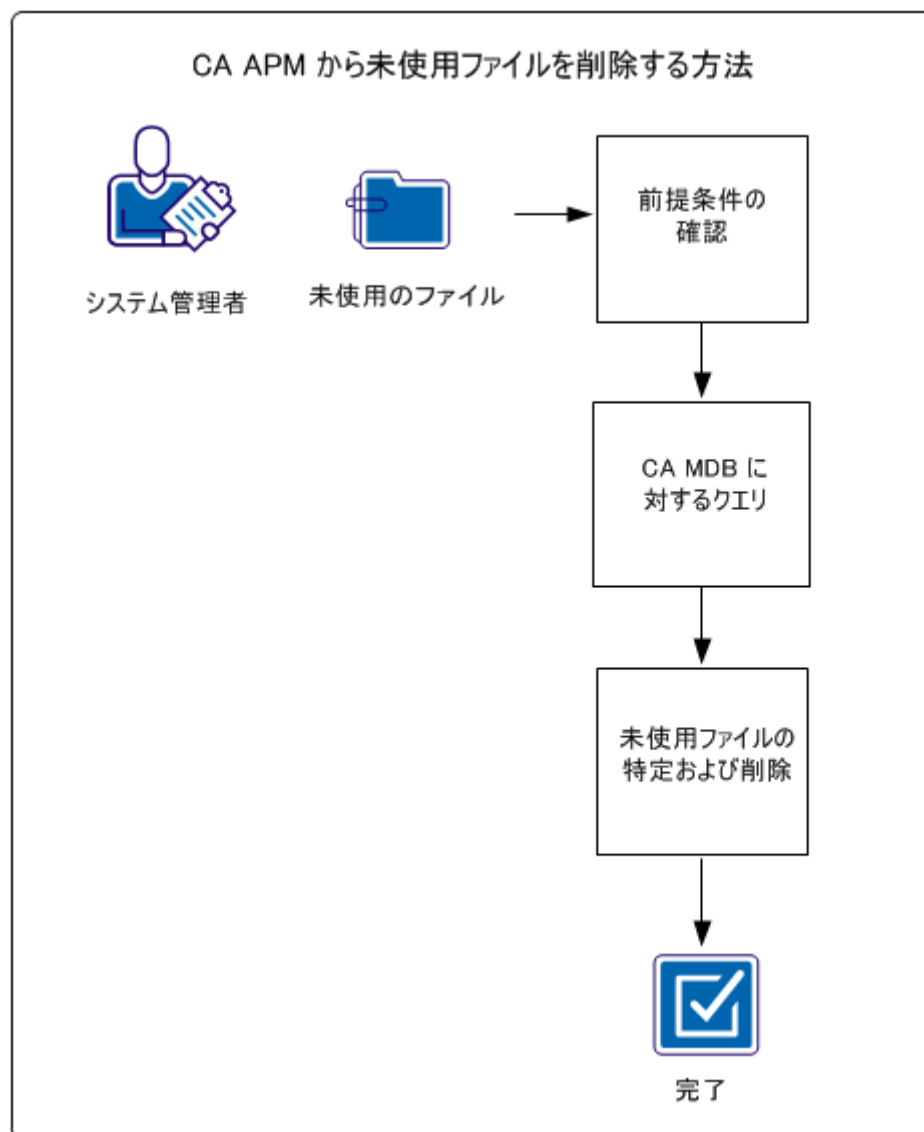 CA APM から未使用ファイルを削除する方法
システム管理者
未使用のファイル
前提条件の
確認
CA MDB に
対するクエリ
未使用ファイルの
特定および削除
完了